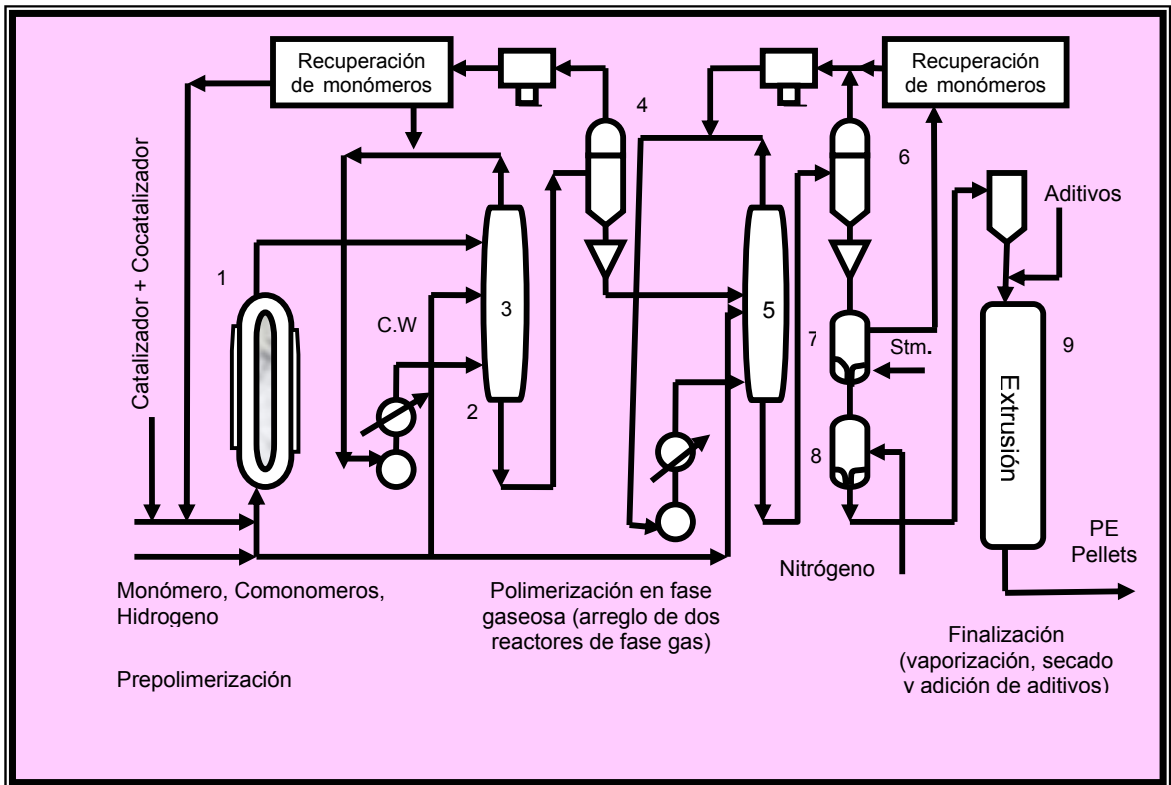 Recuperación
de monómeros
Recuperación
de monómeros
4
6
Aditivos
Catalizador + Cocatalizador
1
3
5
C.W
7
Stm.
9
Extrusión
2
8
Nitrógeno
PE
Pellets
Monómero, Comonomeros,
Hidrogeno
Polimerización en fase
gaseosa (arreglo de dos
reactores de fase gas)
Finalización
(vaporización, secado
y adición de aditivos)
Prepolimerización